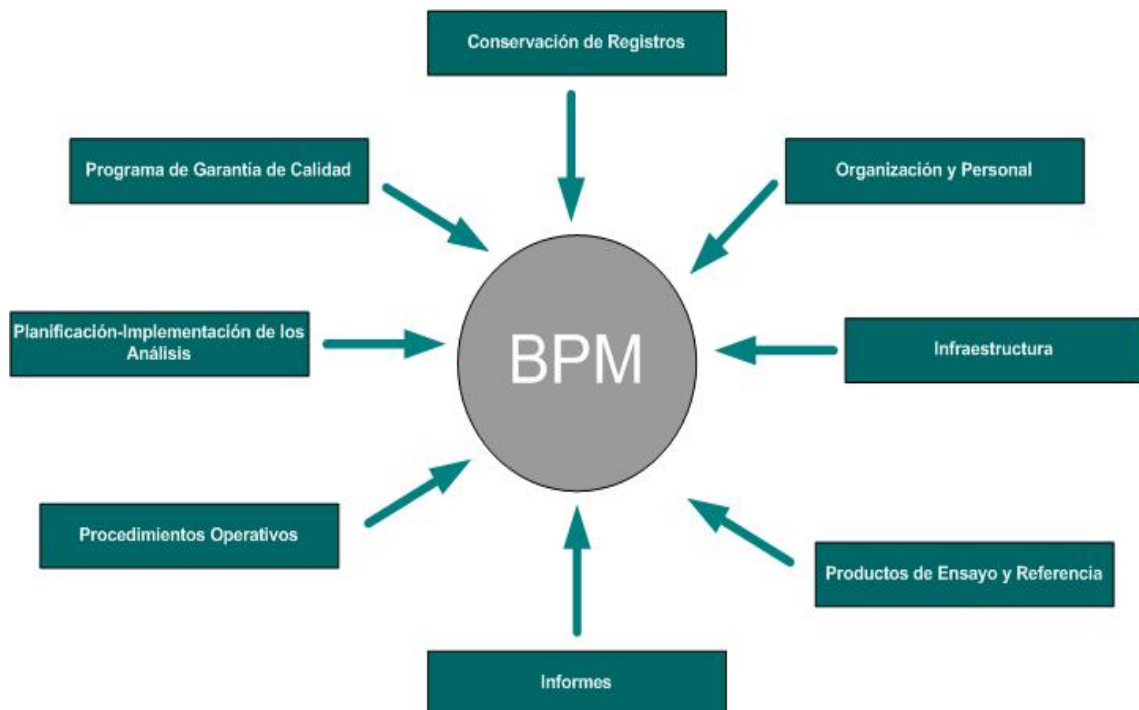 Conservación de Registros
Programa de Garantía de Calidad
Organización y Personal
Planificación-Implementación de los
Análisis
BPM
Infraestructura
Procedimientos Operativos
Productos de Ensayo y Referencia
Informes